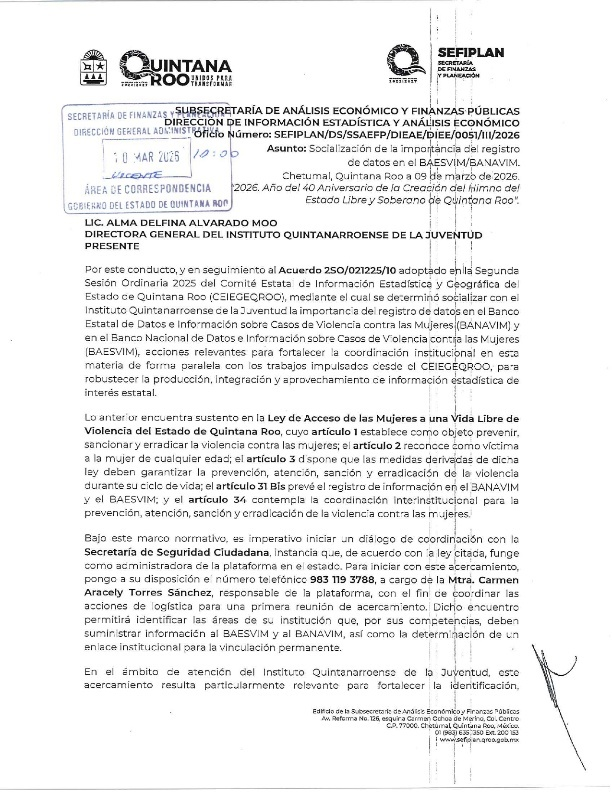 QUINTANA ROO
UNIDOS PARA TRANSFORMAR
SEFIPLAN
SECRETARÍA
DE FINANZAS
Y PLANEACIÓN
SUBSECRETARÍA DE ANÁLISIS ECONÓMICO Y FINANZAS PÚBLICAS
DIRECCIÓN DE INFORMACIÓN ESTADÍSTICA Y ANÁLISIS ECONÓMICO
Oficio Número: SEFIPLAN/DS/SSAEFP/DIEAE/DIEE/0051/III/2026
Asunto: Socialización de la importancia del registro
de datos en el BAESVIM/BANAVIM.
Chetumal, Quintana Roo a 09 de marzo de 2026.
"2026. Año del 40 Aniversario de la Creación del Himno del
Estado Libre y Soberano de Quintana Roo".
SECRETARÍA DE FINANZAS Y
DIRECCIÓN GENERAL ADMINISTRATIVA
10 MAR 2026 10:00
ÁREA DE CORRESPONDENCIA
GOBIERNO DEL ESTADO DE QUINTANA ROO
LIC. ALMA DELFINA ALVARADO MOO
DIRECTORA GENERAL DEL INSTITUTO QUINTANARROENSE DE LA JUVENTUD
PRESENTE
Por este conducto, y en seguimiento al Acuerdo 2SO/021225/10 adoptado en la Segunda
Sesión Ordinaria 2025 del Comité Estatal de Información Estadística y Geográfica del
Estado de Quintana Roo (CEIEGEQROO), mediante el cual se determinó socializar con el
Instituto Quintanarroense de la Juventud la importancia del registro de datos en el Banco
Estatal de Datos e Información sobre Casos de Violencia contra las Mujeres (BANAVIM) y
en el Banco Nacional de Datos e Información sobre Casos de Violencia contra las Mujeres
(BAESVIM), acciones relevantes para fortalecer la coordinación institucional en esta
materia de forma paralela con los trabajos impulsados desde el CEIEGEQROO, para
robustecer la producción, integración y aprovechamiento de información estadística de
interés estatal.
Lo anterior encuentra sustento en la Ley de Acceso de las Mujeres a una Vida Libre de
Violencia del Estado de Quintana Roo, cuyo artículo 1 establece como objeto prevenir,
sancionar y erradicar la violencia contra las mujeres; el artículo 2 reconoce como víctima
a la mujer de cualquier edad; el artículo 3 dispone que las medidas derivadas de dicha
ley deben garantizar la prevención, atención, sanción y erradicación de la violencia
durante su ciclo de vida; el artículo 31 Bis prevé el registro de información en el BANAVIM
y el BAESVIM; y el artículo 34 contempla la coordinación interinstitucional para la
prevención, atención, sanción y erradicación de la violencia contra las mujeres.
Bajo este marco normativo, es imperativo iniciar un diálogo de coordinación con la
Secretaría de Seguridad Ciudadana, instancia que, de acuerdo con la ley citada, funge
como administradora de la plataforma en el estado. Para iniciar con este acercamiento,
pongo a su disposición el número telefónico 983 119 3788, a cargo de la Mtra. Carmen
Aracely Torres Sánchez, responsable de la plataforma, con el fin de coordinar las
acciones de logística para una primera reunión de acercamiento. Dicho encuentro
permitirá identificar las áreas de su institución que, por sus competencias, deben
suministrar información al BAESVIM y al BANAVIM, así como la determinación de un
enlace institucional para la vinculación permanente.
En el ámbito de atención del Instituto Quintanarroense de la Juventud, este
acercamiento resulta particularmente relevante para fortalecer la identificación,
Edificio de la Subsecretaría de Análisis Económico y Finanzas Públicas
Av. Reforma No. 126, esquina Carmen Ochoa de Merino, Col. Centro
C.P. 77000. Chetumal, Quintana Roo, México.
01 (983) 835 1350 Ext. 200 153
www.sefiplan.qroo.gob.mx